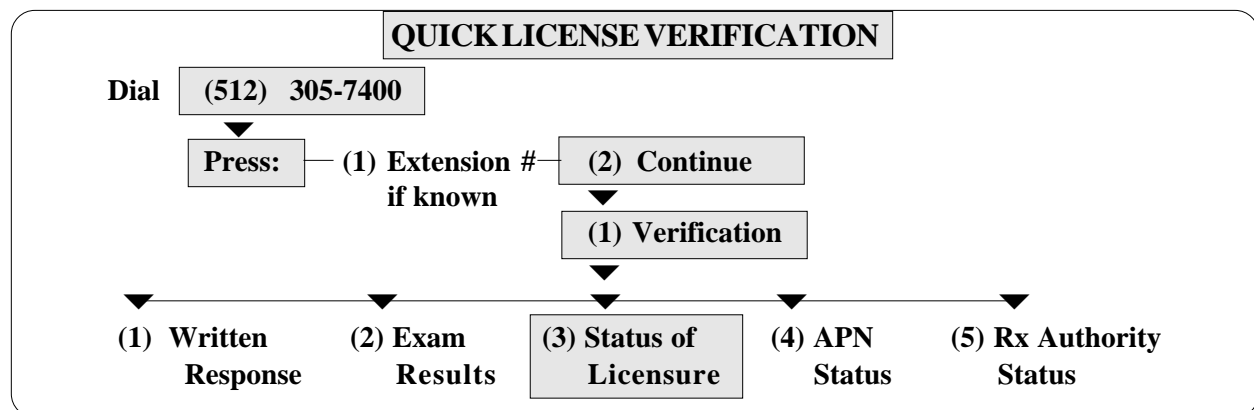 QUICK LICENSE VERIFICATION
Dial (512) 305-7400
Press: (1) Extension # (2) Continue
if known
(1) Verification
(1) Written (2) Exam (3) Status of (4) APN (5) Rx Authority
Response Results Licensure Status Status